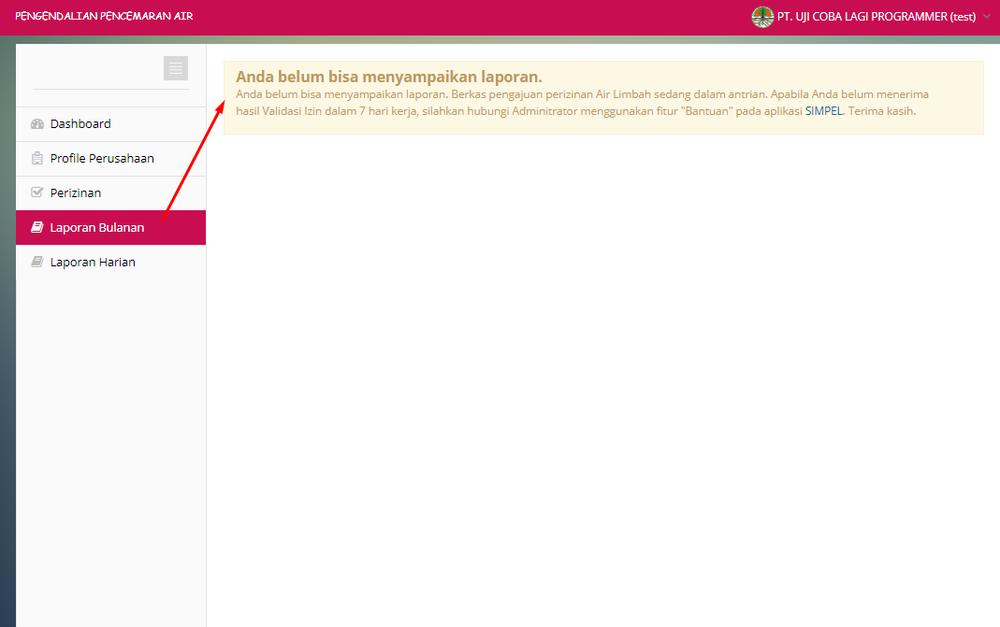 PENGENDALIAN PENCEMARAN AIR
PT. UJI COBA LAGI PROGRAMMER (test)
Anda belum bisa menyampaikan laporan.
Anda belum bisa menyampaikan laporan. Berkas pengajuan perizinan Air Limbah sedang dalam antrian. Apabila Anda belum menerima
hasil Validasi Izin dalam 7 hari kerja, silahkan hubungi Adminitrator menggunakan fitur "Bantuan" pada aplikasi SIMPEL. Terima kasih.
Dashboard
Profile Perusahaan
Perizinan
Laporan Bulanan
Laporan Harian